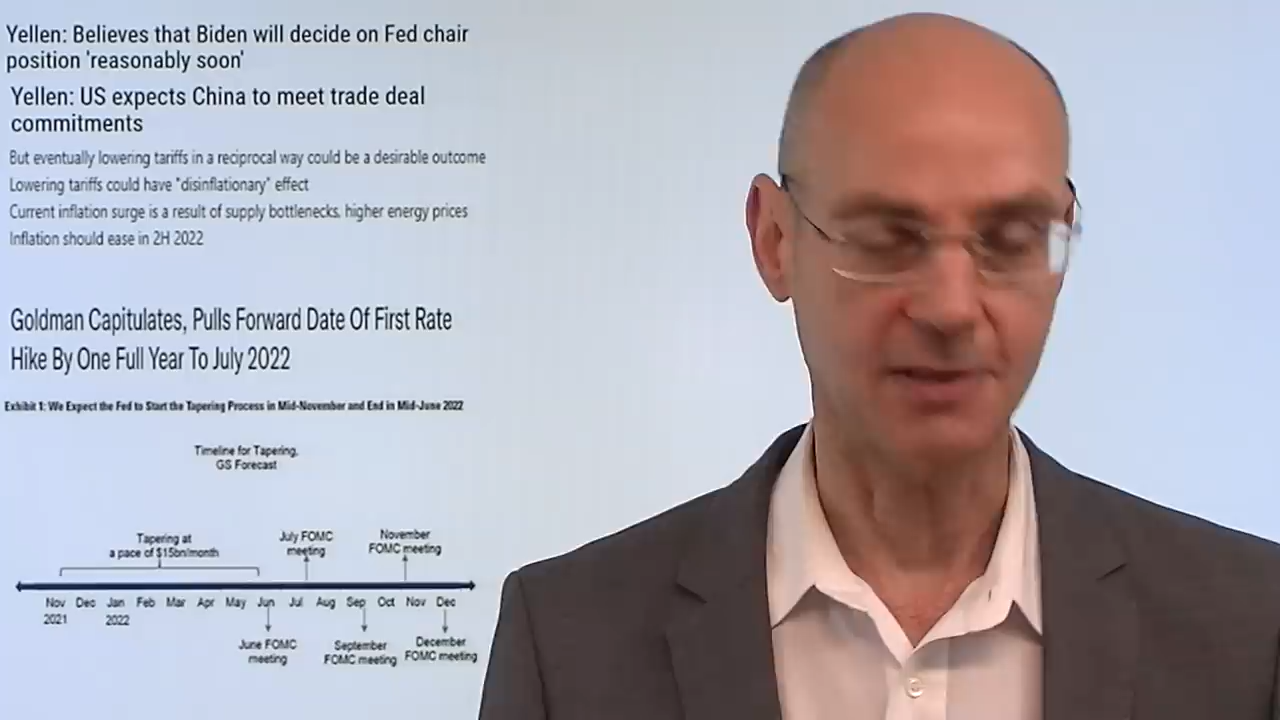 Yellen: Believes that Biden will decide on Fed chair
position 'reasonably soon'
Yellen: US expects China to meet trade deal
commitments
But eventually lowering tariffs in a reciprocal way could be a desirable outcome
Lowering tariffs could have "disinflationary" effect
Current inflation surge is a result of supply bottlenecks, higher energy prices
Inflation should ease in 2H 2022
Goldman Capitulates, Pulls Forward Date Of First Rate
Hike By One Full Year To July 2022
Exhibit 1: We Expect the Fed to Start the Tapering Process in Mid-November and End in Mid-June 2022
Timeline for Tapering,
GS Forecast
Tapering at
a pace of $15bn/month
July FOMC
meeting
November
FOMC meeting
Nov Dec Jan Feb Mar Apr May Jun Jul Aug Sep Oct Nov Dec
2021 2022
June FOMC
meeting
September
FOMC meeting
December
FOMC meeting